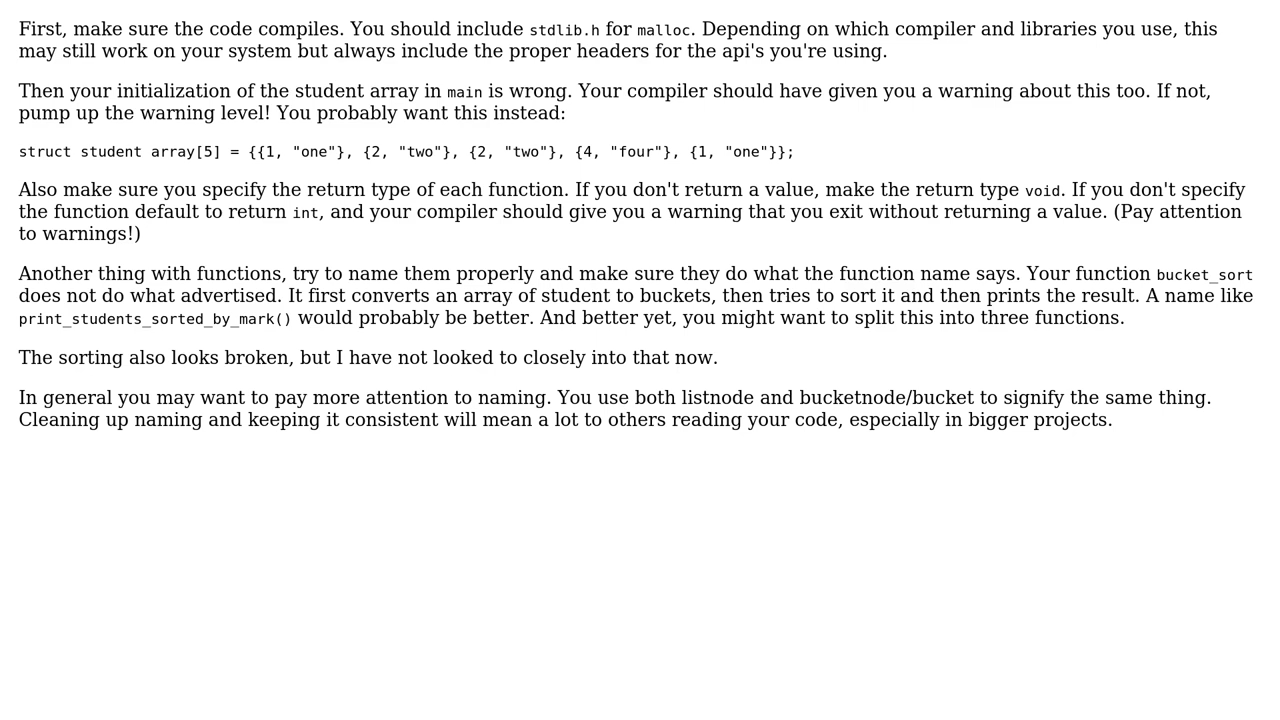 First, make sure the code compiles. You should include stdlib.h for malloc. Depending on which compiler and libraries you use, this
may still work on your system but always include the proper headers for the api's you're using.
Then your initialization of the student array in main is wrong. Your compiler should have given you a warning about this too. If not,
pump up the warning level! You probably want this instead:
struct student array[5] = {{1, "one"}, {2, "two"}, {2, "two"}, {4, "four"}, {1, "one"}};
Also make sure you specify the return type of each function. If you don't return a value, make the return type void. If you don't specify
the function default to return int, and your compiler should give you a warning that you exit without returning a value. (Pay attention
to warnings!)
Another thing with functions, try to name them properly and make sure they do what the function name says. Your function bucket_sort
does not do what advertised. It first converts an array of student to buckets, then tries to sort it and then prints the result. A name like
print_students_sorted_by_mark() would probably be better. And better yet, you might want to split this into three functions.
The sorting also looks broken, but I have not looked to closely into that now.
In general you may want to pay more attention to naming. You use both listnode and bucketnode/bucket to signify the same thing.
Cleaning up naming and keeping it consistent will mean a lot to others reading your code, especially in bigger projects.